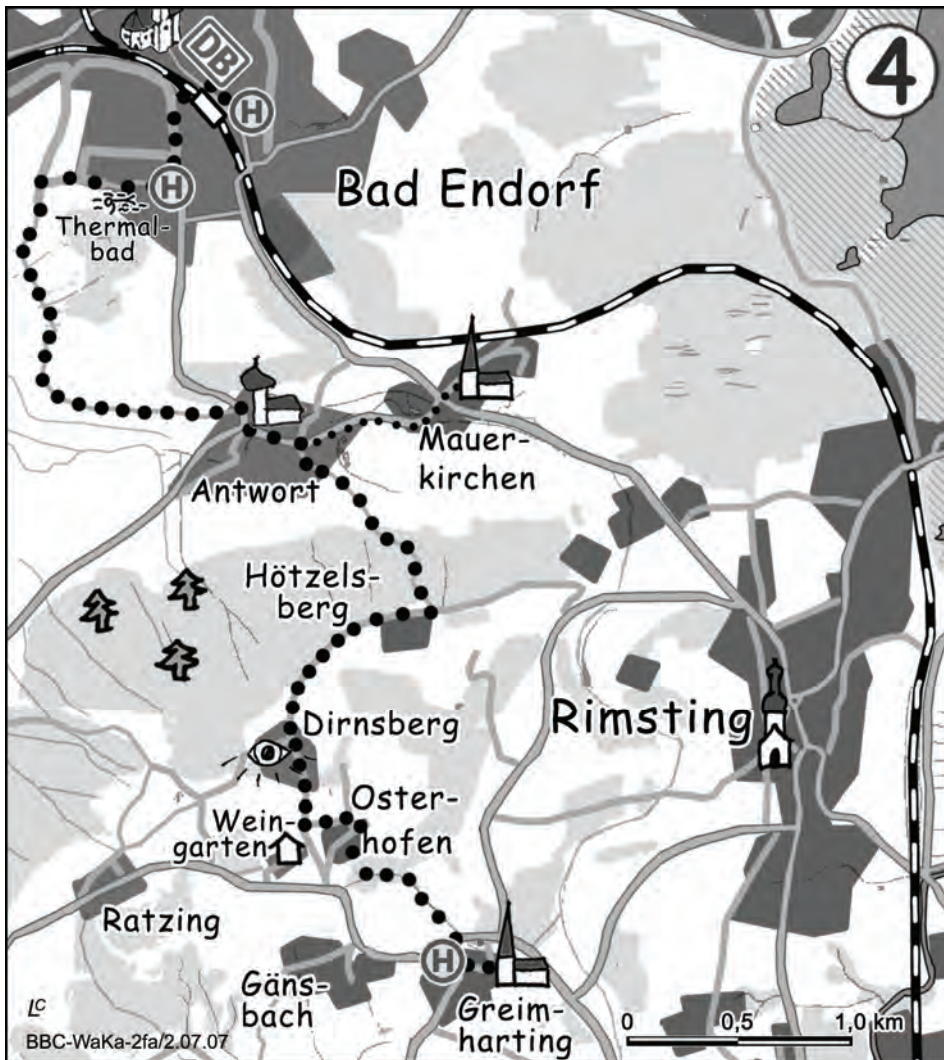 DB
4
H
Bad Endorf
H
Thermal-
bad
Mauer-
kirchen
Antwort
Hötzels-
berg
Rimsting
Dirnsberg
Oster-
hofen
Wein-
garten
Ratzing
H
Gäns-
bach
Greim-
harting
0 0,5 1,0 km
LC
BBC-WaKa-2fa/2.07.07